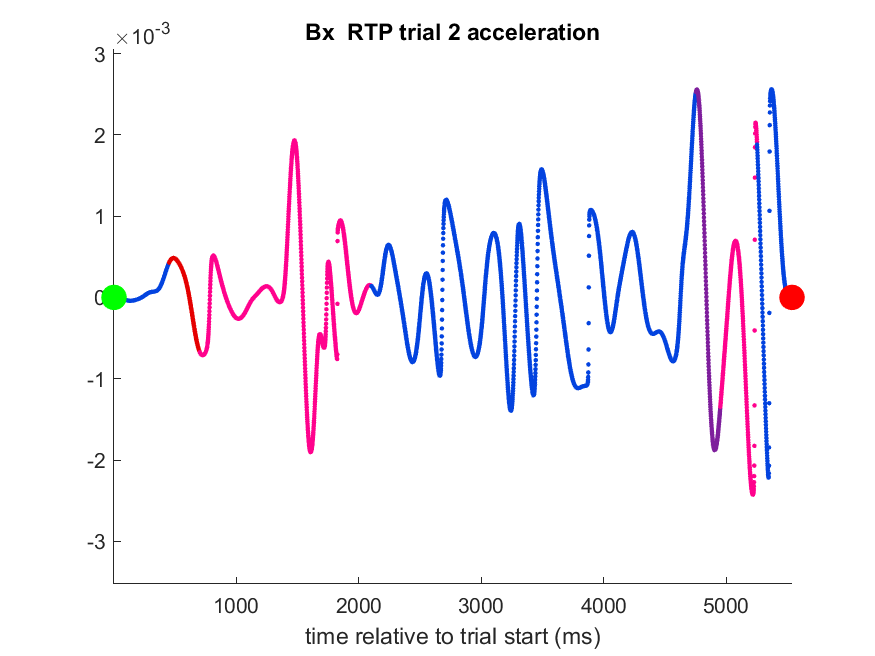 Bx  RTP trial 2 acceleration
×10-3
3
2
1
0
-1
-2
-3
1000 2000 3000 4000 5000
time relative to trial start (ms)